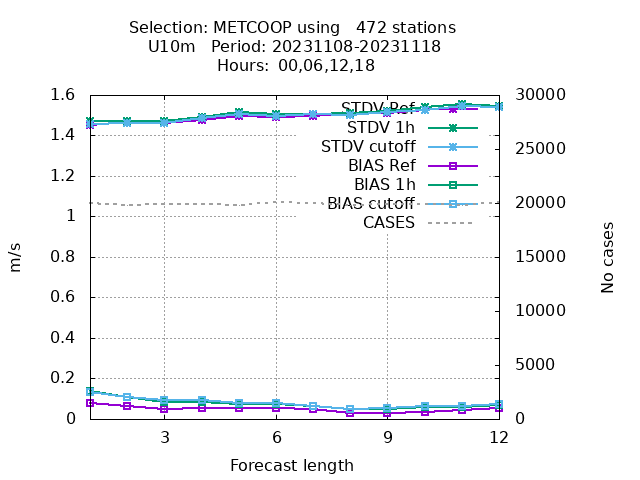 Selection: METCOOP using   472 stations
U10m   Period: 20231108-20231118
Hours:  00,06,12,18
1.6
1.4
1.2
1
0.8
0.6
0.4
0.2
0
m/s
30000
25000
20000
15000
10000
5000
0
No cases
STDV Ref
STDV 1h
STDV cutoff
BIAS Ref
BIAS 1h
BIAS cutoff
CASES
3
6
9
12
Forecast length